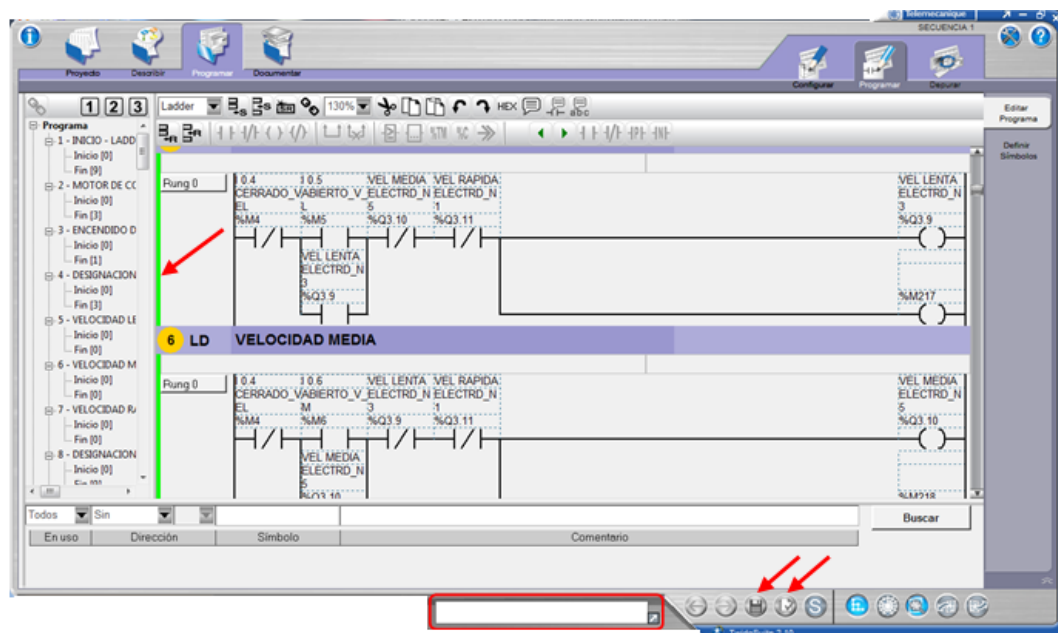 Telemecanique
SECUENCIA 1
Proyecto
Describir
Programar
Documentar
Configurar
Programar
Depurar
1 2 3
Ladder
130%
HEX
abc
STM %C
Editar
Programa
Definir
Símbolos
Programa
1 - INICIO - LADD
Inicio [0]
Fin [9]
2 - MOTOR DE CC
Inicio [0]
Fin [3]
3 - ENCENDIDO D
Inicio [0]
Fin [1]
4 - DESIGNACION
Inicio [0]
Fin [3]
5 - VELOCIDAD LE
Inicio [0]
Fin [0]
6 - VELOCIDAD M
Inicio [0]
Fin [0]
7 - VELOCIDAD RA
Inicio [0]
Fin [0]
8 - DESIGNACION
Inicio [0]
Rung 0
I 0.4 I 0.5 VEL MEDIA VEL RAPIDA VEL LENTA
CERRADO_V ABIERTO_V_ ELECTRD_N ELECTRD_N ELECTRD_N
EL L 5 1 3
%M4 %M5 %Q3.10 %Q3.11 %Q3.9
VEL LENTA
ELECTRD_N
3
%Q3.9
%M217
6 LD VELOCIDAD MEDIA
Rung 0
I 0.4 I 0.6 VEL LENTA VEL RAPIDA VEL MEDIA
CERRADO_V ABIERTO_V_ ELECTRD_N ELECTRD_N ELECTRD_N
EL M 3 1 5
%M4 %M6 %Q3.9 %Q3.11 %Q3.10
VEL MEDIA
ELECTRD_N
5
%Q3.10
%M218
Todos Sin Buscar
En uso Dirección Símbolo Comentario